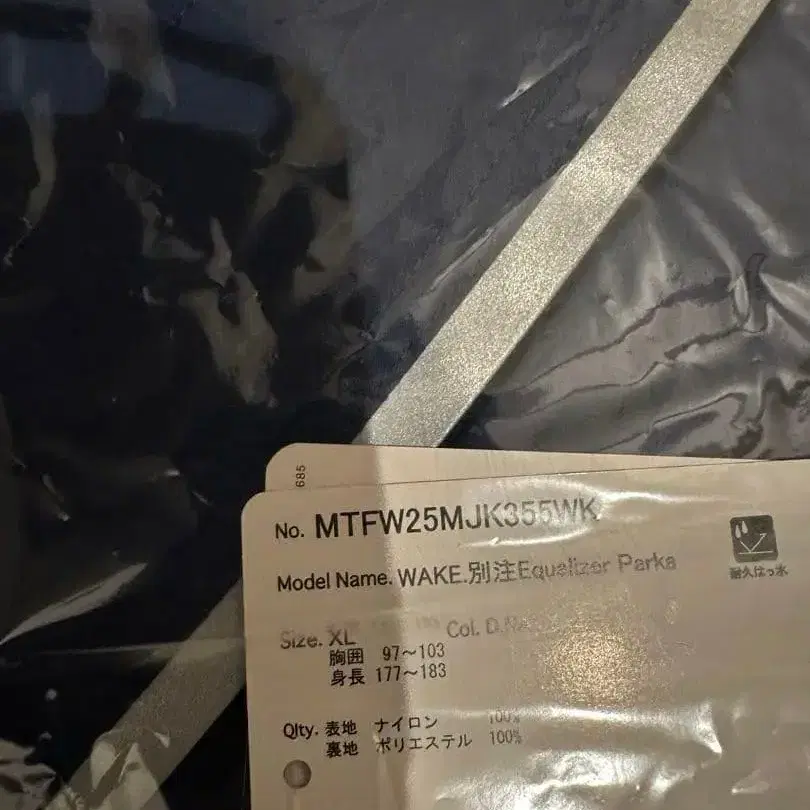 685
No. MTFW25MJK355WK
Model Name. WAKE.別注Equalizer Parka
耐久はっ水
Size. XL Col.
胸囲 97～103
身長 177～183
Qlty. 表地 ナイロン 100%
裏地 ポリエステル 100%